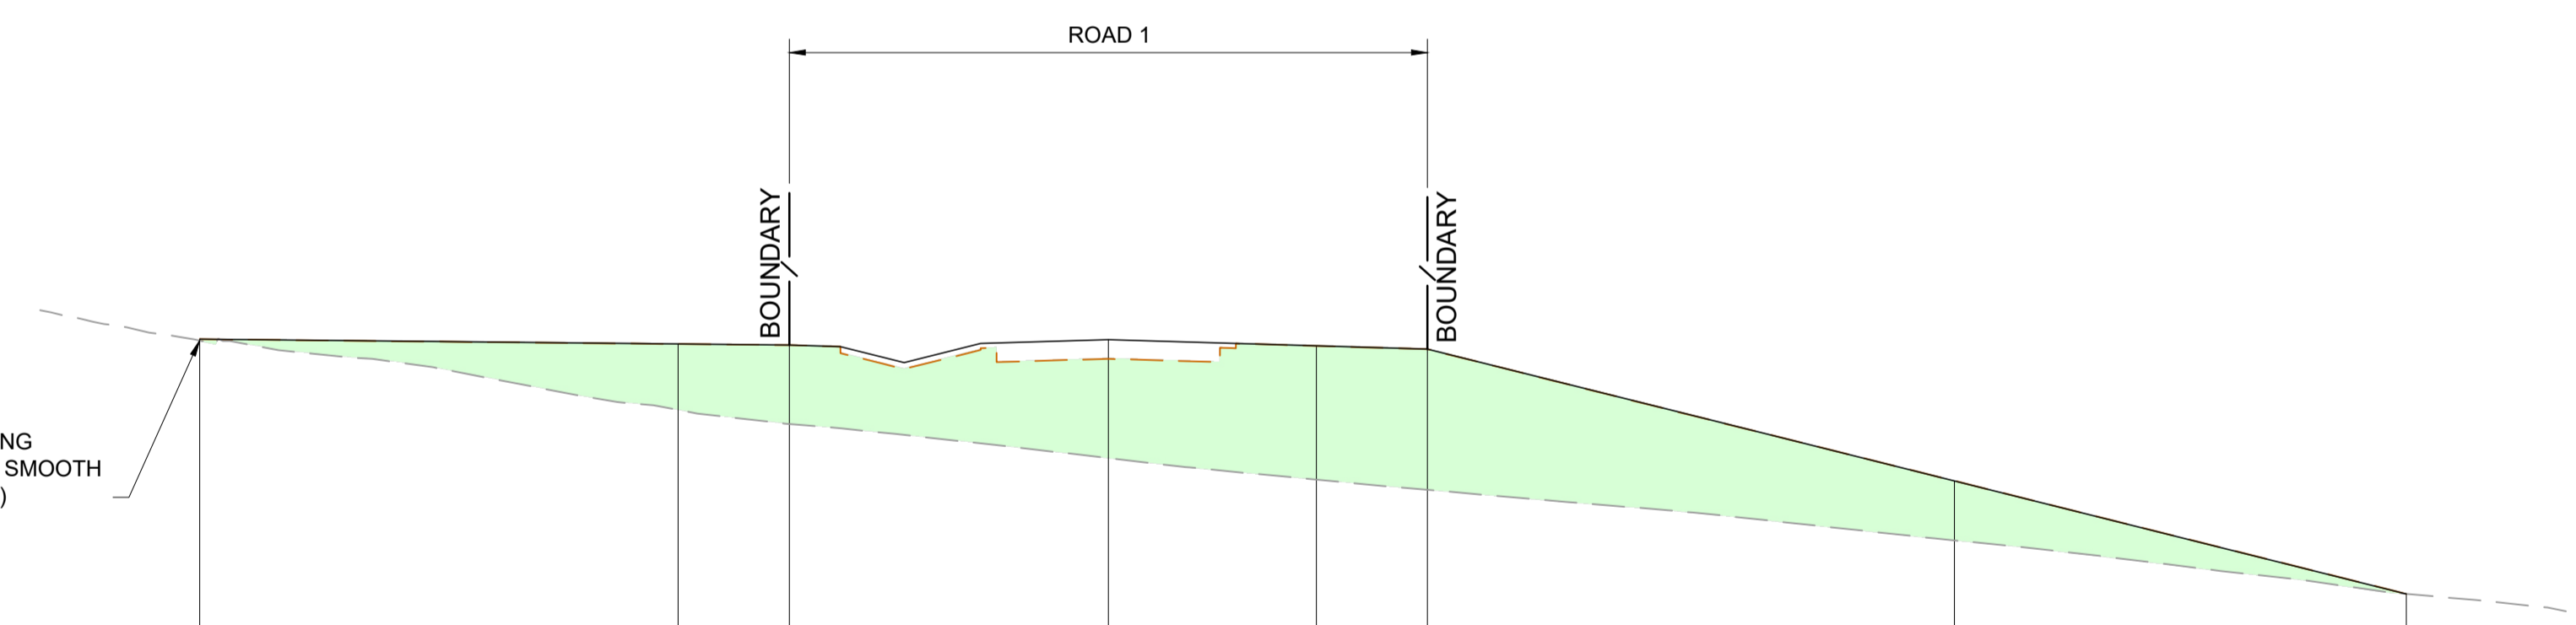 ROAD 1
BOUNDARY
BOUNDARY
NG
SMOOTH
)